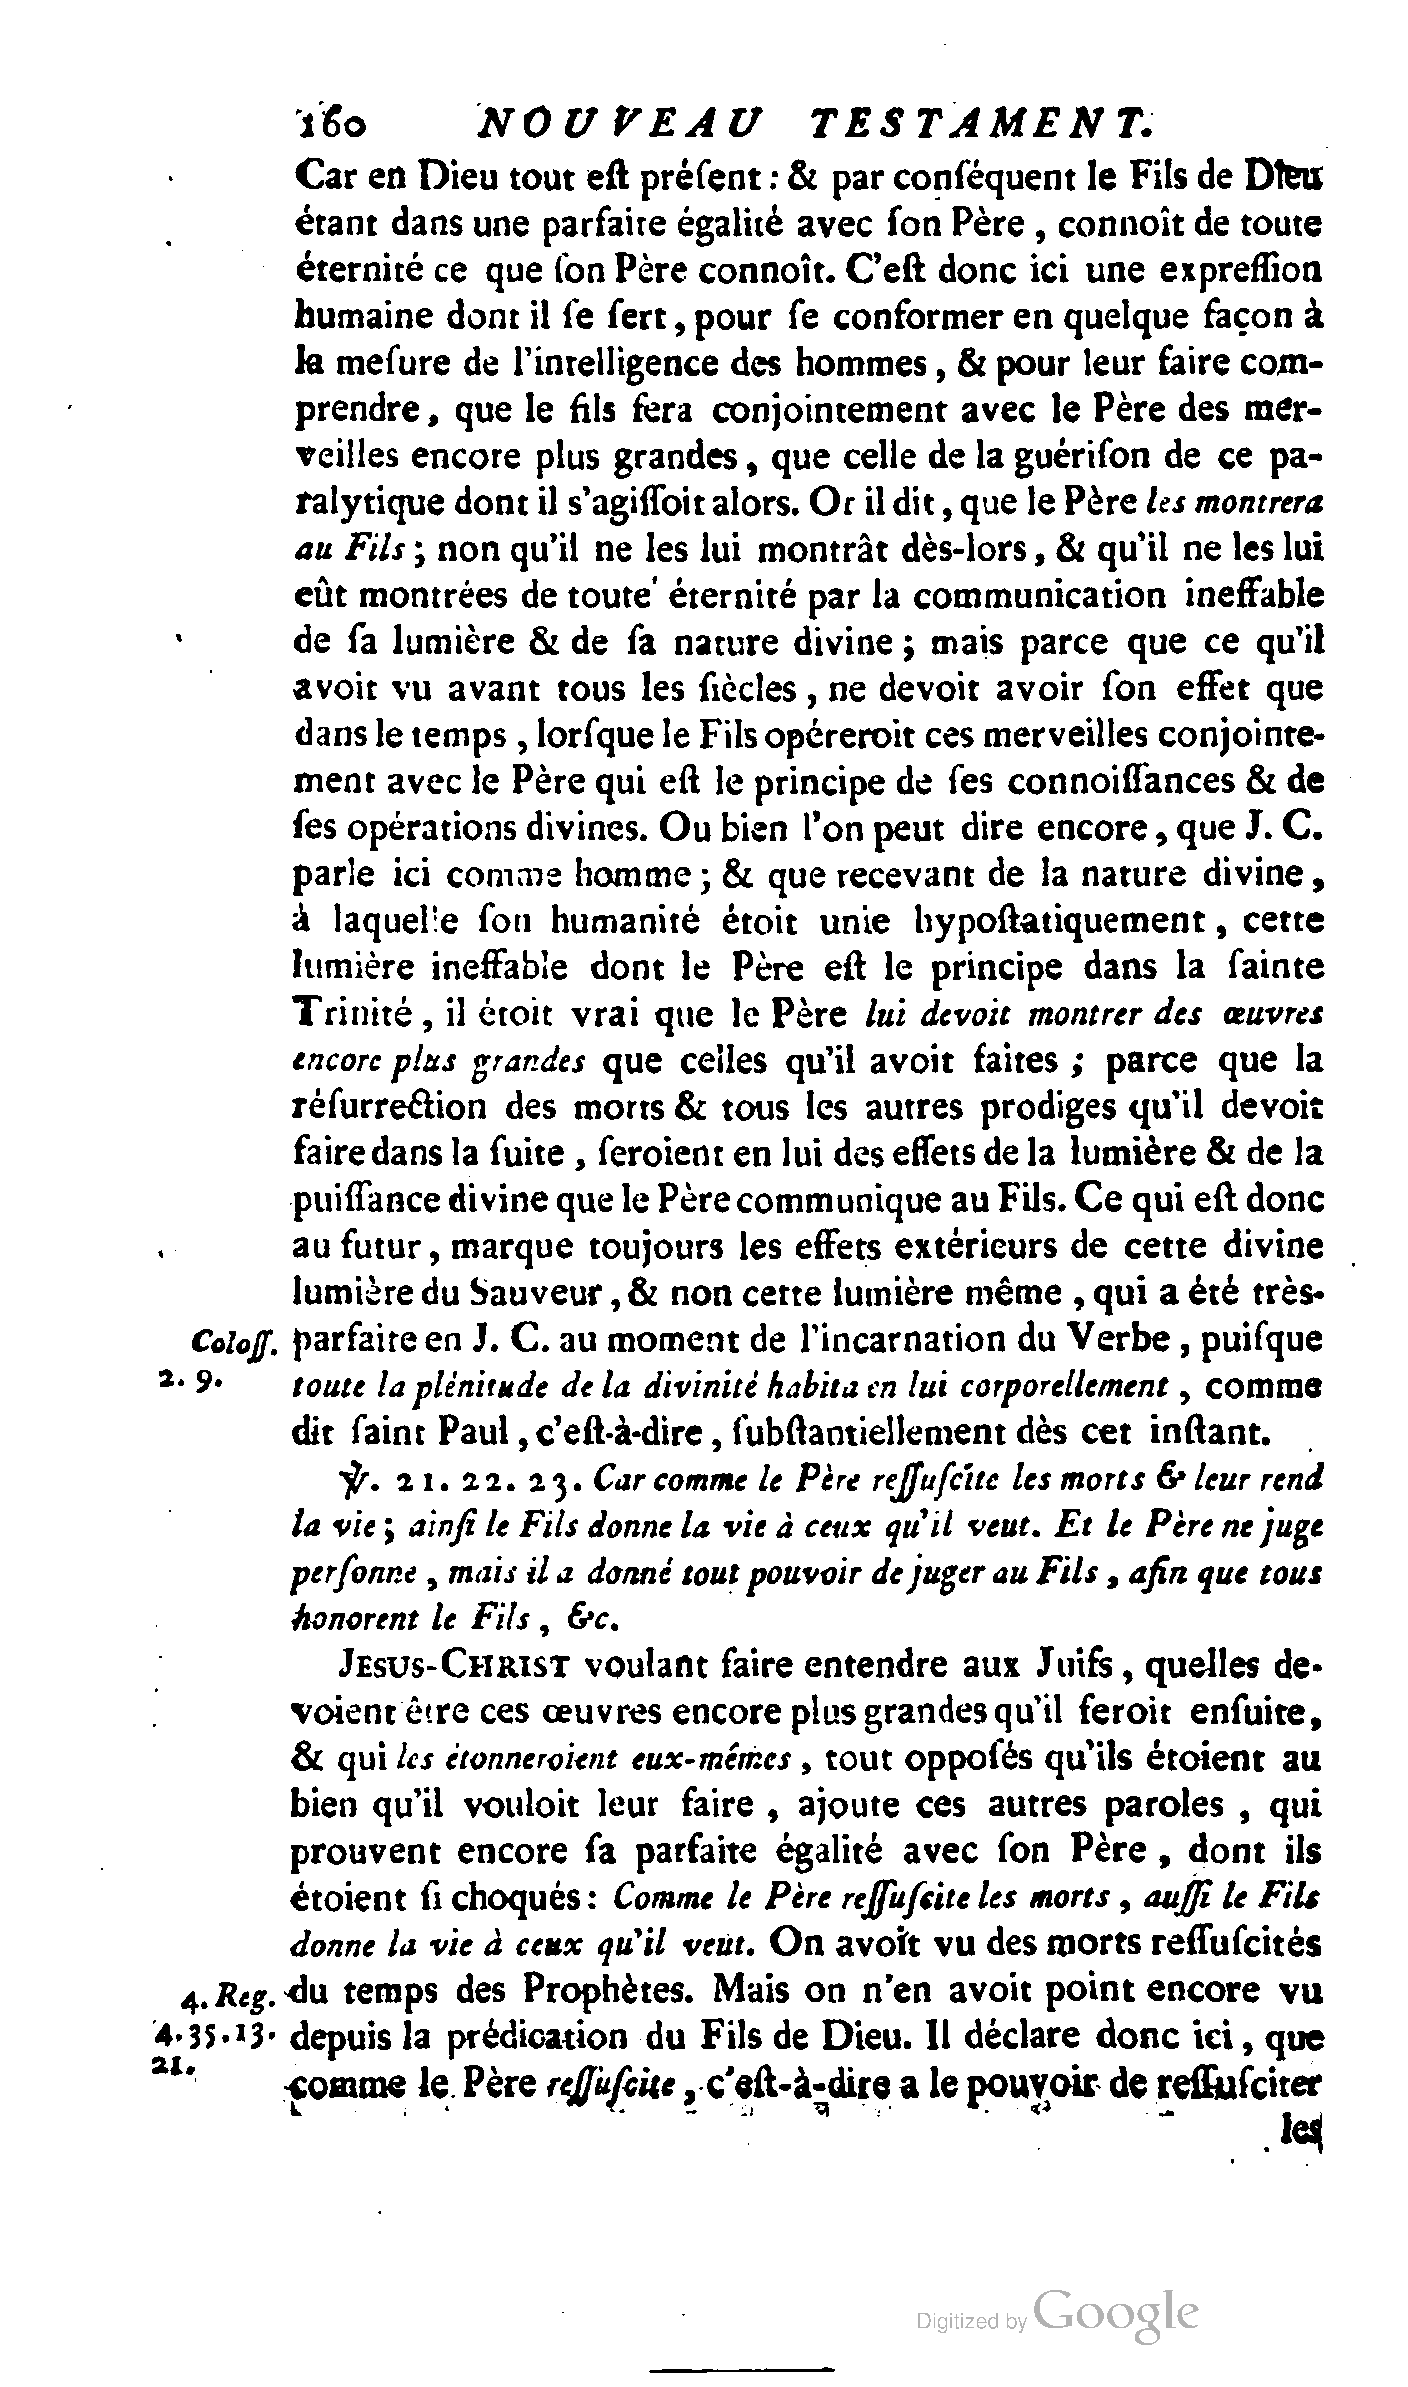 160 NOUVEAU TESTAMENT.
Car en Dieu tout eſt préſent : & par conſéquent le Fils de Dieu
étant dans une parfaite égalité avec ſon Père , connoît de toute
éternité ce que ſon Père connoît. C'eſt donc ici une expreſſion
humaine dont il ſe ſert , pour ſe conformer en quelque façon à
la meſure de l'intelligence des hommes , & pour leur faire com-
prendre , que le fils fera conjointement avec le Père des mer-
veilles encore plus grandes , que celle de la guériſon de ce pa-
ralytique dont il s'agiſſoit alors. Or il dit , que le Père les montrera
au Fils ; non qu'il ne les lui montrât dès-lors , & qu'il ne les lui
eût montrées de toute éternité par la communication ineffable
de ſa lumière & de ſa nature divine ; mais parce que ce qu'il
avoit vu avant tous les ſiècles , ne devoit avoir ſon effet que
dans le temps , lorſque le Fils opéreroit ces merveilles conjointe-
ment avec le Père qui eſt le principe de ſes connoiſſances & de
ſes opérations divines. Ou bien l'on peut dire encore , que J. C.
parle ici comme homme ; & que recevant de la nature divine ,
à laquelle ſon humanité étoit unie hypoſtatiquement , cette
lumière ineffable dont le Père eſt le principe dans la ſainte
Trinité , il étoit vrai que le Père lui devoit montrer des œuvres
encore plus grandes que celles qu'il avoit faites ; parce que la
réſurrection des morts & tous les autres prodiges qu'il devoit
faire dans la ſuite , ſeroient en lui des effets de la lumière & de la
puiſſance divine que le Père communique au Fils. Ce qui eſt donc
au futur , marque toujours les effets extérieurs de cette divine
lumière du Sauveur , & non cette lumière même , qui a été très-
Coloſſ. parfaite en J. C. au moment de l'incarnation du Verbe , puiſque
2. 9. toute la plénitude de la divinité habita en lui corporellement , comme
dit ſaint Paul , c'eſt-à-dire , ſubſtantiellement dès cet inſtant.
℣. 21. 22. 23. Car comme le Père reſſuſcite les morts & leur rend
la vie ; ainſi le Fils donne la vie à ceux qu'il veut. Et le Père ne juge
perſonne , mais il a donné tout pouvoir de juger au Fils , afin que tous
honorent le Fils , &c.
JESUS-CHRIST voulant faire entendre aux Juifs , quelles de-
voient être ces œuvres encore plus grandes qu'il feroit enſuite ,
& qui les étonneroient eux-mêmes , tout oppoſés qu'ils étoient au
bien qu'il vouloit leur faire , ajoute ces autres paroles , qui
prouvent encore ſa parfaite égalité avec ſon Père , dont ils
étoient ſi choqués : Comme le Père reſſuſcite les morts , auſſi le Fils
donne la vie à ceux qu'il veut. On avoit vu des morts reſſuſcités
4. Reg. du temps des Prophètes. Mais on n'en avoit point encore vu
4. 35. 13. depuis la prédication du Fils de Dieu. Il déclare donc ici , que
21. comme le Père reſſuſcite , c'eſt-à-dire a le pouvoir de reſſuſciter
les
Digitized by Google